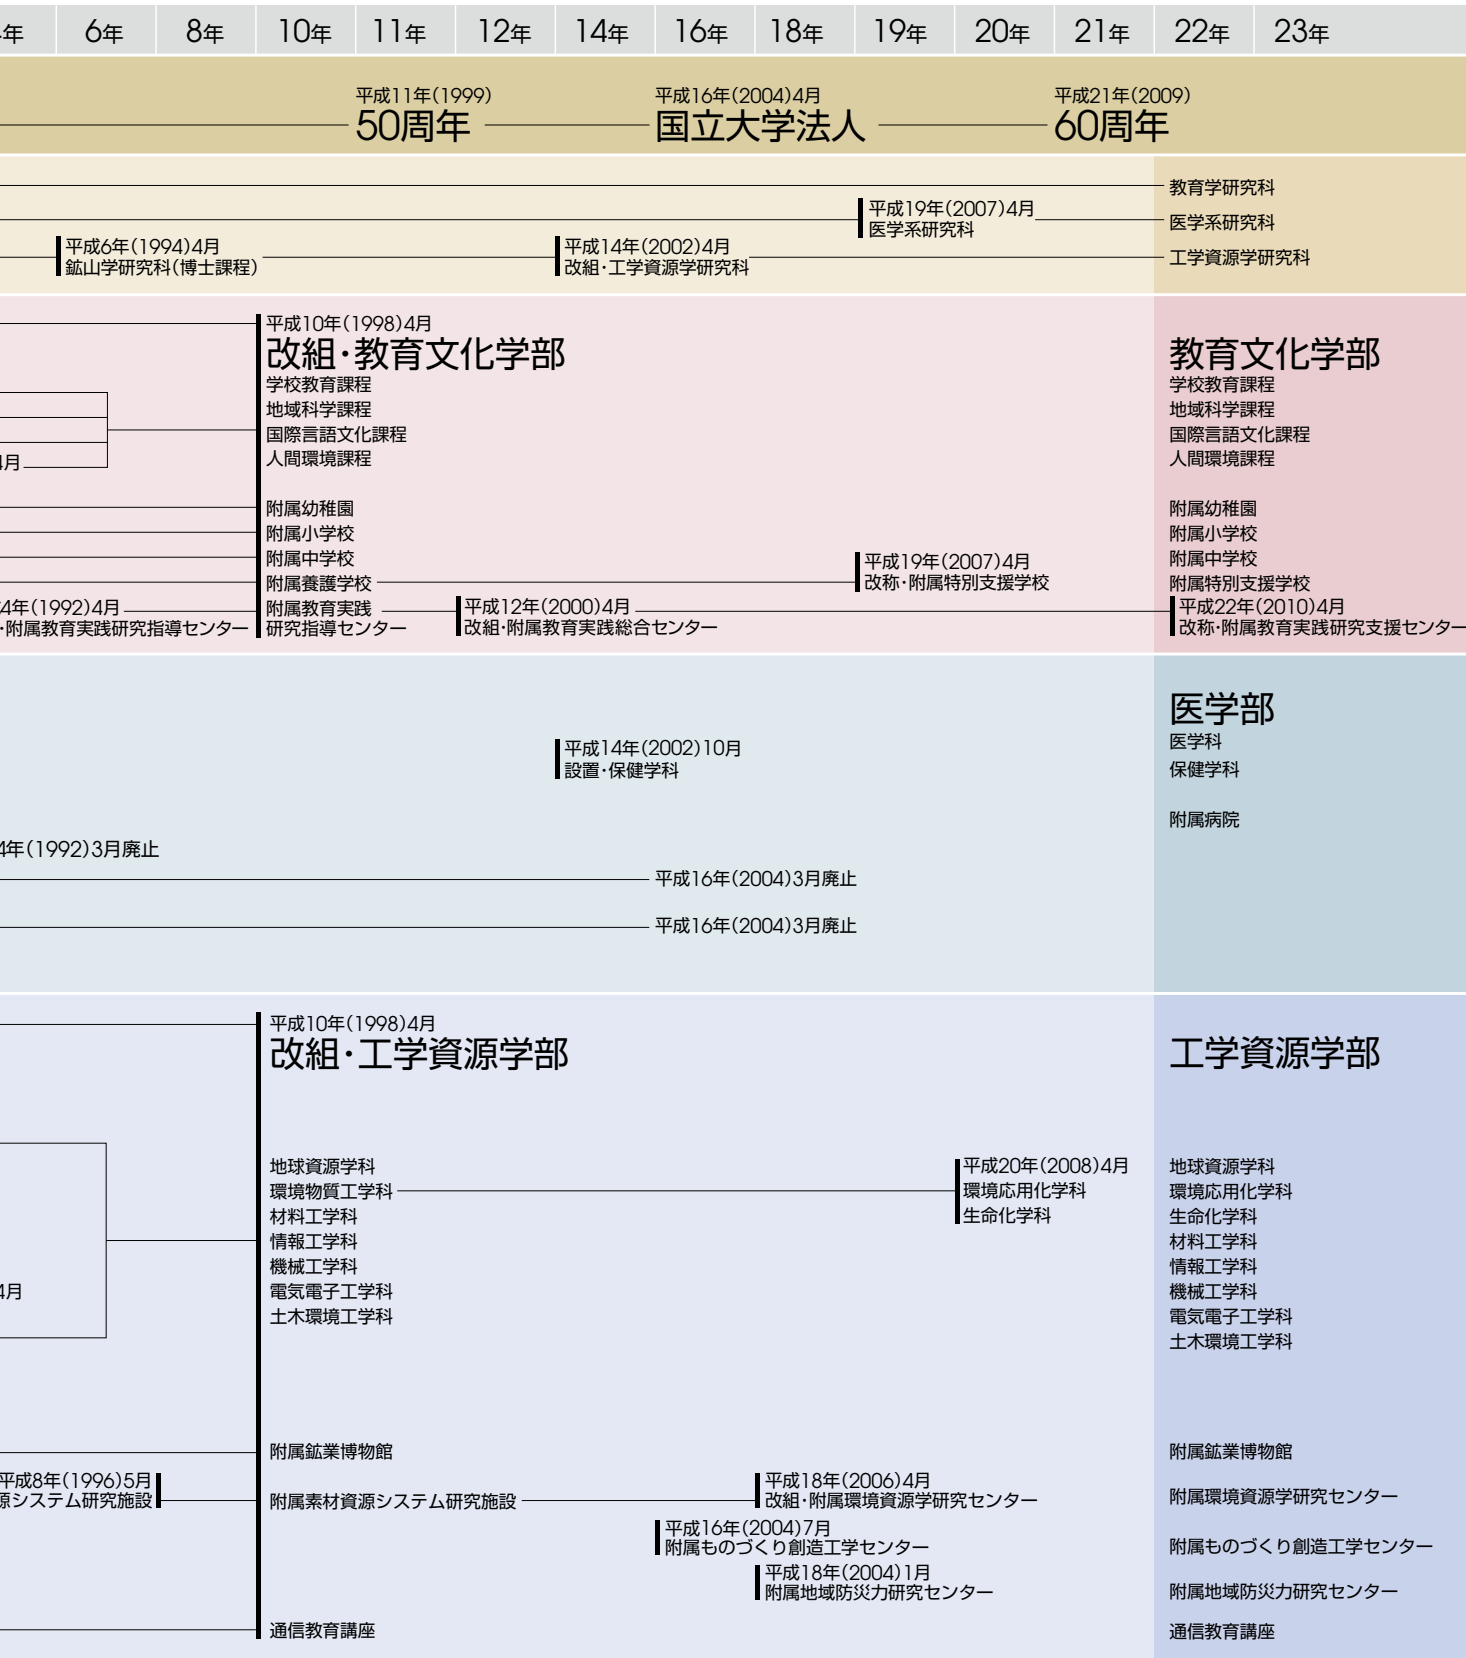 年
6年
8年
10年
11年
12年
14年
16年
18年
19年
20年
21年
22年
23年
平成11年(1999)
50周年
平成16年(2004)4月
国立大学法人
平成21年(2009)
60周年
教育学研究科
平成19年(2007)4月
医学系研究科
医学系研究科
平成6年(1994)4月
鉱山学研究科(博士課程)
平成14年(2002)4月
改組・工学資源学研究科
工学資源学研究科
平成10年(1998)4月
改組・教育文化学部
学校教育課程
地域科学課程
国際言語文化課程
人間環境課程
教育文化学部
学校教育課程
地域科学課程
国際言語文化課程
人間環境課程
月
附属幼稚園
附属小学校
附属中学校
附属養護学校
附属教育実践
研究指導センター
平成19年(2007)4月
改称・附属特別支援学校
附属幼稚園
附属小学校
附属中学校
附属特別支援学校
4年(1992)4月
・附属教育実践研究指導センター
平成12年(2000)4月
改組・附属教育実践総合センター
平成22年(2010)4月
改称・附属教育実践研究支援センター
医学部
医学科
保健学科
附属病院
平成14年(2002)10月
設置・保健学科
4年(1992)3月廃止
平成16年(2004)3月廃止
平成16年(2004)3月廃止
平成10年(1998)4月
改組・工学資源学部
工学資源学部
地球資源学科
環境物質工学科
材料工学科
情報工学科
機械工学科
電気電子工学科
土木環境工学科
平成20年(2008)4月
環境応用化学科
生命化学科
地球資源学科
環境応用化学科
生命化学科
材料工学科
情報工学科
機械工学科
電気電子工学科
土木環境工学科
4月
附属鉱業博物館
附属鉱業博物館
平成8年(1996)5月
源システム研究施設
附属素材資源システム研究施設
平成18年(2006)4月
改組・附属環境資源学研究センター
附属環境資源学研究センター
平成16年(2004)7月
附属ものづくり創造工学センター
附属ものづくり創造工学センター
平成18年(2004)1月
附属地域防災力研究センター
附属地域防災力研究センター
通信教育講座
通信教育講座